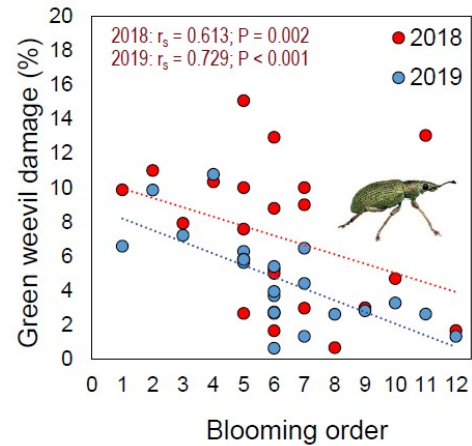 Green weevil damage (%)
20
18
16
14
12
10
8
6
4
2
0
2018: rs = 0.613; P = 0.002
2019: rs = 0.729; P < 0.001
2018
2019
0 1 2 3 4 5 6 7 8 9 10 11 12
Blooming order